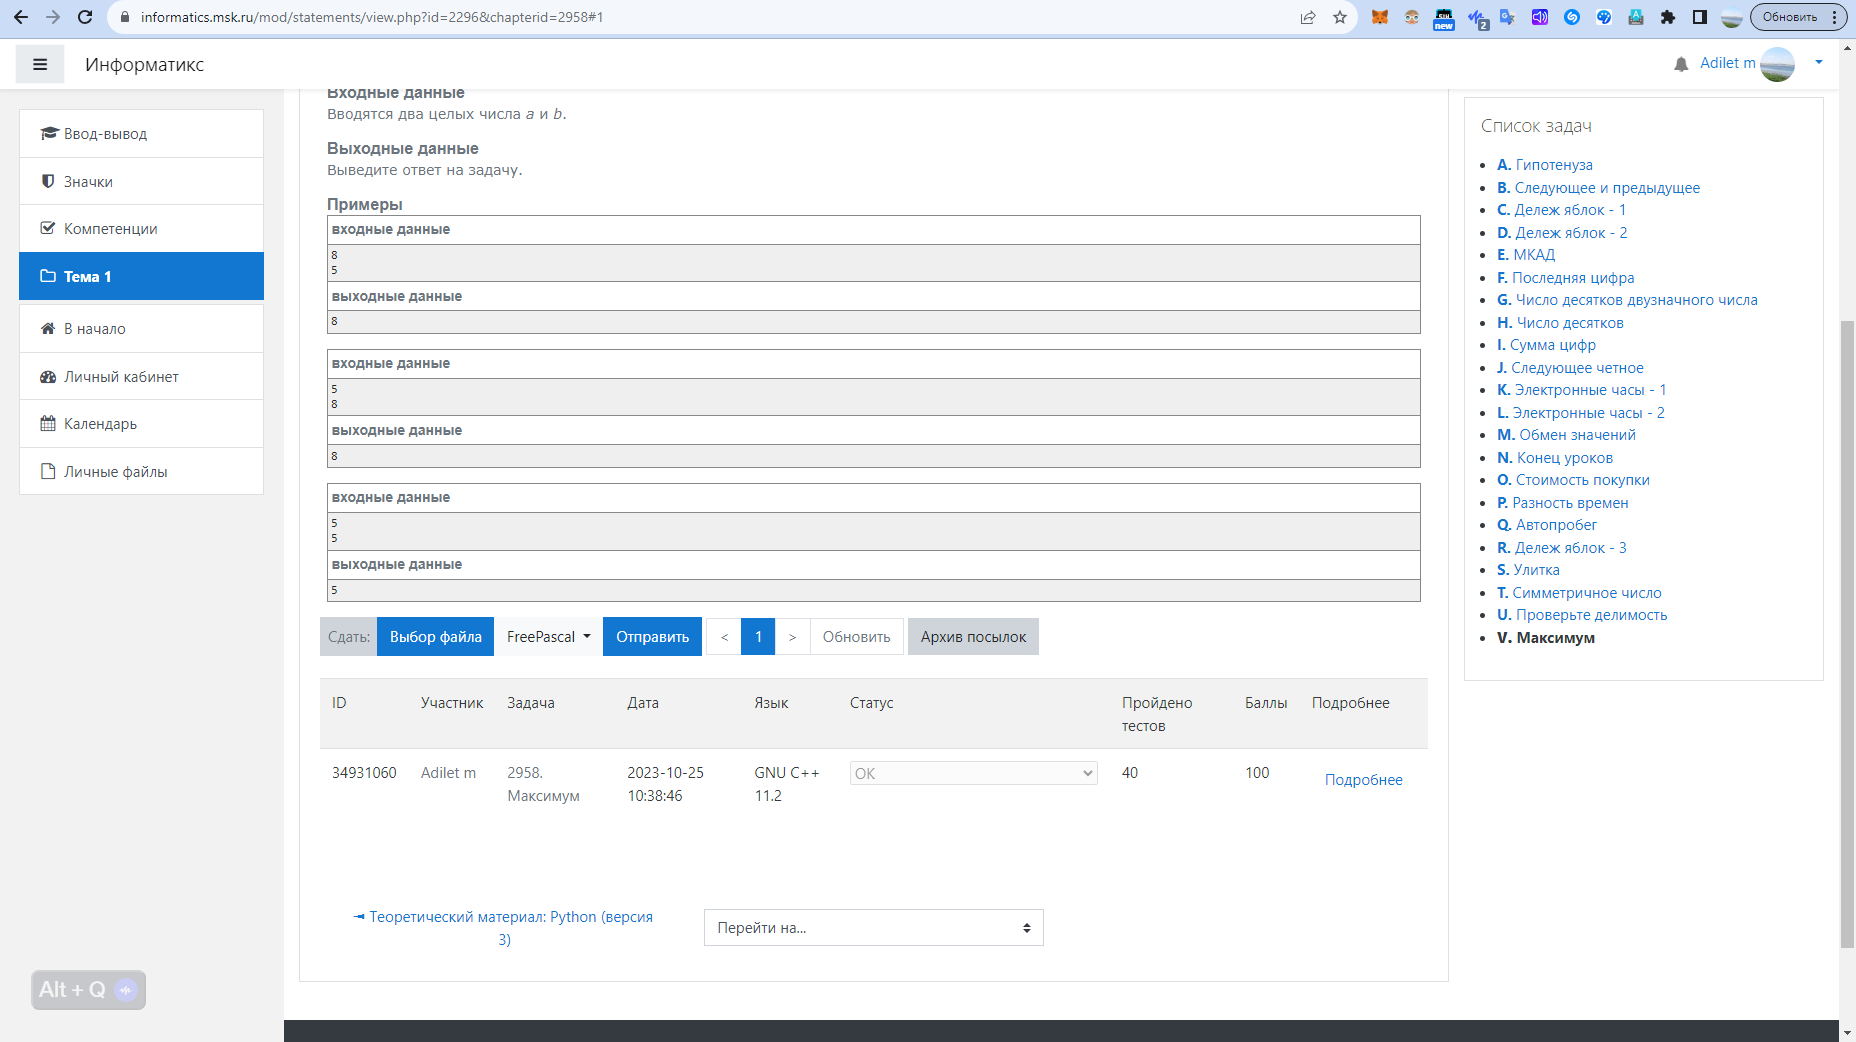 informatics.msk.ru/mod/statements/view.php?id=2296&chapterid=2958#1
new
2
Обновить
Информатикс
Adilet m
Ввод-вывод
Значки
Компетенции
Тема 1
В начало
Личный кабинет
Календарь
Личные файлы
Входные данные
Вводятся два целых числа a и b.
Выходные данные
Выведите ответ на задачу.
Примеры
входные данные
8
5
выходные данные
8
входные данные
5
8
выходные данные
8
входные данные
5
5
выходные данные
5
Сдать: Выбор файла FreePascal Отправить < 1 > Обновить Архив посылок
ID Участник Задача Дата Язык Статус Пройдено тестов Баллы Подробнее
34931060 Adilet m 2958. Максимум 2023-10-25 10:38:46 GNU C++ 11.2 OK 40 100 Подробнее
Теоретический материал: Python (версия
3)
Перейти на...
Список задач
A. Гипотенуза
B. Следующее и предыдущее
C. Дележ яблок - 1
D. Дележ яблок - 2
E. МКАД
F. Последняя цифра
G. Число десятков двузначного числа
H. Число десятков
I. Сумма цифр
J. Следующее четное
K. Электронные часы - 1
L. Электронные часы - 2
M. Обмен значений
N. Конец уроков
O. Стоимость покупки
P. Разность времен
Q. Автопробег
R. Дележ яблок - 3
S. Улитка
T. Симметричное число
U. Проверьте делимость
V. Максимум
Alt + Q